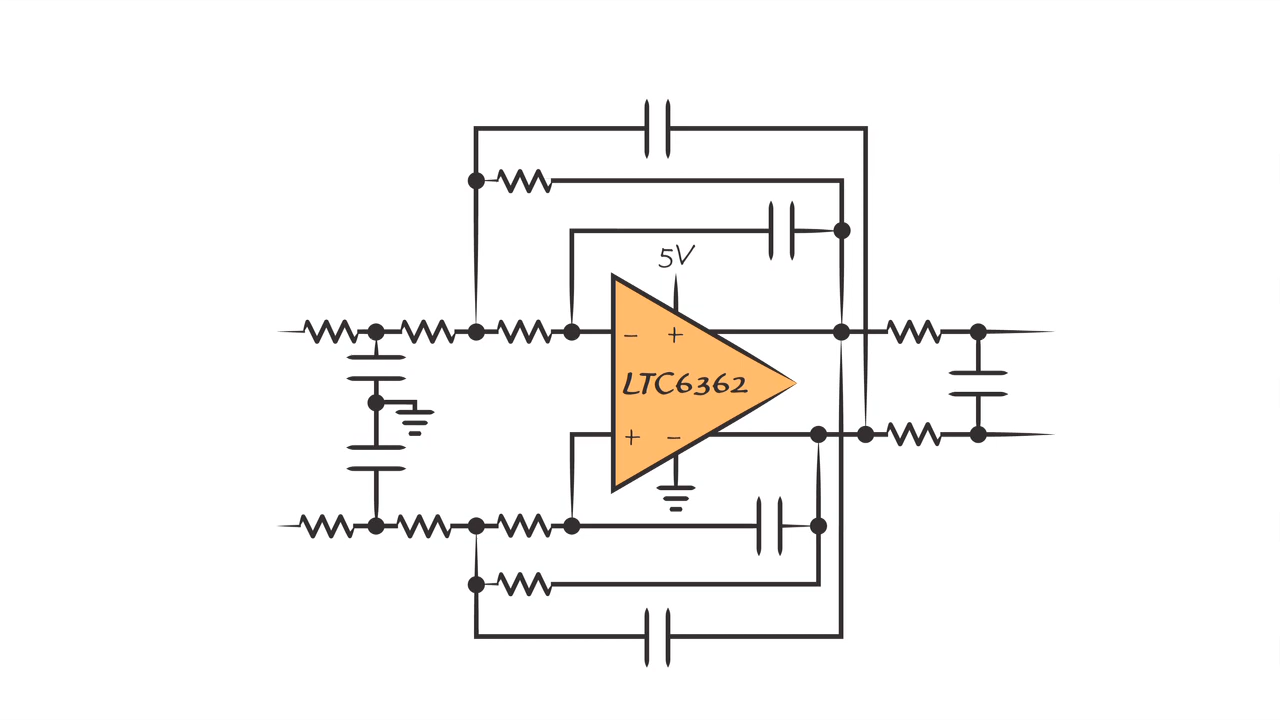 5V
− +
LTC6362
+ −